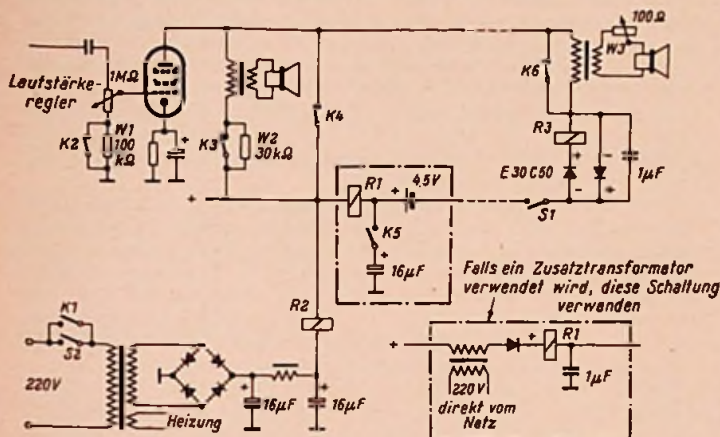 100Ω
W3
K6
1MΩ
Lautstärke-
regler
K2
W1
100
kΩ
+
K3
W2
30kΩ
K4
R3
+
-
-
+
E30C50
1μF
+
R1
+
4,5V
S1
K5
+
16μF
Falls ein Zusatztransformator
verwendet wird, diese Schaltung
verwenden
R2
K1
S2
220V
Heizung
+
16μF
+
16μF
+
+
R1
220V
direkt vom
Netz
1μF